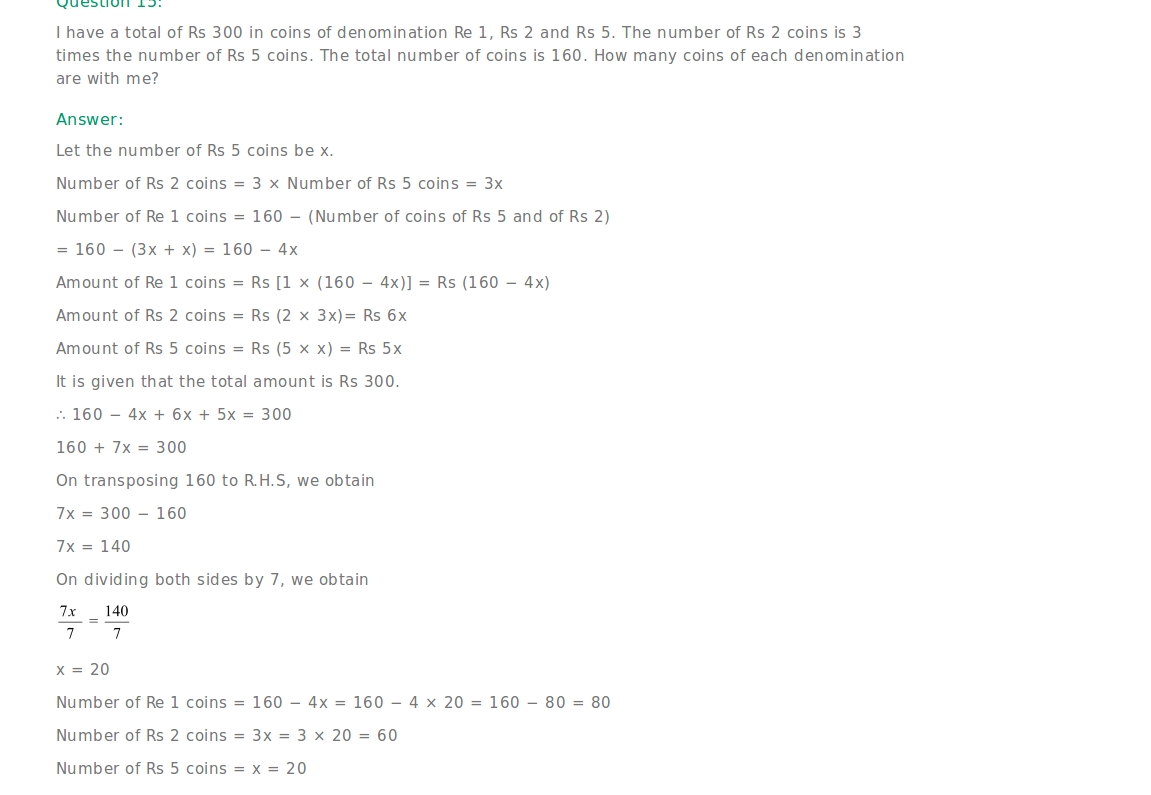 Question 15:
I have a total of Rs 300 in coins of denomination Re 1, Rs 2 and Rs 5. The number of Rs 2 coins is 3
times the number of Rs 5 coins. The total number of coins is 160. How many coins of each denomination
are with me?
Answer:
Let the number of Rs 5 coins be x.
Number of Rs 2 coins = 3 × Number of Rs 5 coins = 3x
Number of Re 1 coins = 160 − (Number of coins of Rs 5 and of Rs 2)
= 160 − (3x + x) = 160 − 4x
Amount of Re 1 coins = Rs [1 × (160 − 4x)] = Rs (160 − 4x)
Amount of Rs 2 coins = Rs (2 × 3x)= Rs 6x
Amount of Rs 5 coins = Rs (5 × x) = Rs 5x
It is given that the total amount is Rs 300.
∴ 160 − 4x + 6x + 5x = 300
160 + 7x = 300
On transposing 160 to R.H.S, we obtain
7x = 300 − 160
7x = 140
On dividing both sides by 7, we obtain
7x/7 = 140/7
x = 20
Number of Re 1 coins = 160 − 4x = 160 − 4 × 20 = 160 − 80 = 80
Number of Rs 2 coins = 3x = 3 × 20 = 60
Number of Rs 5 coins = x = 20